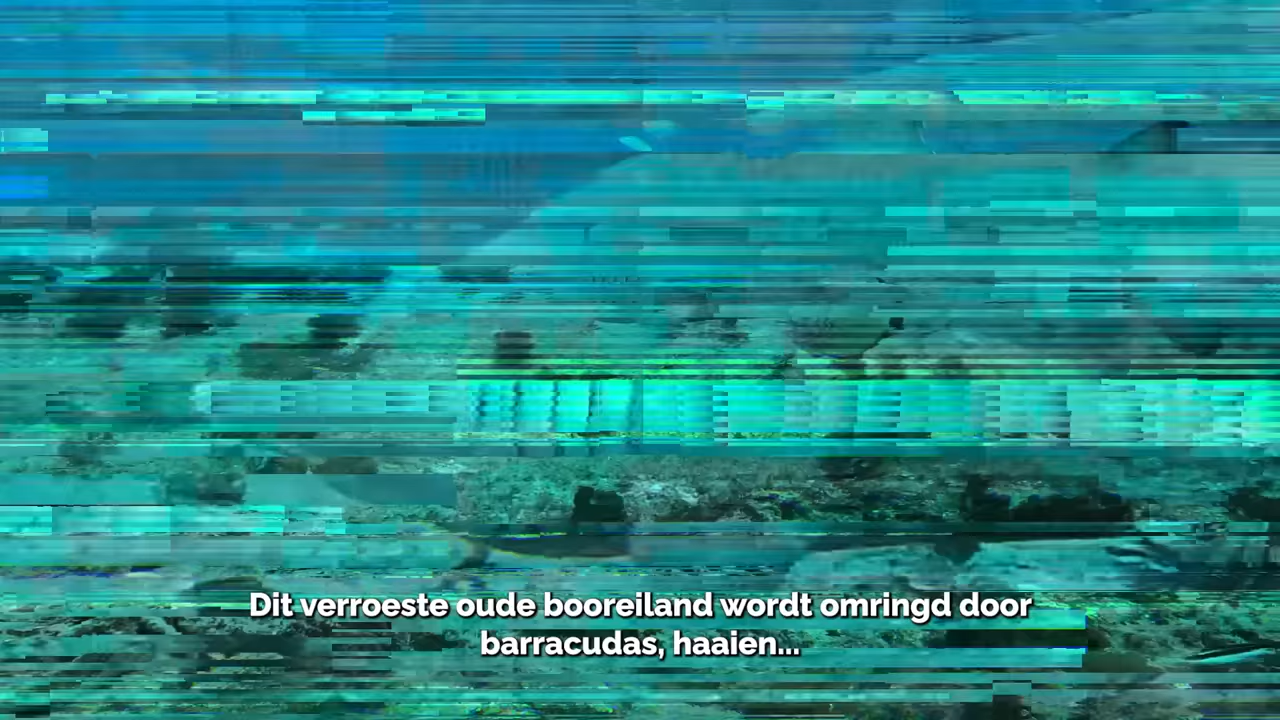 Dit verroeste oude booreiland wordt omringd door
barracudas, haaien...